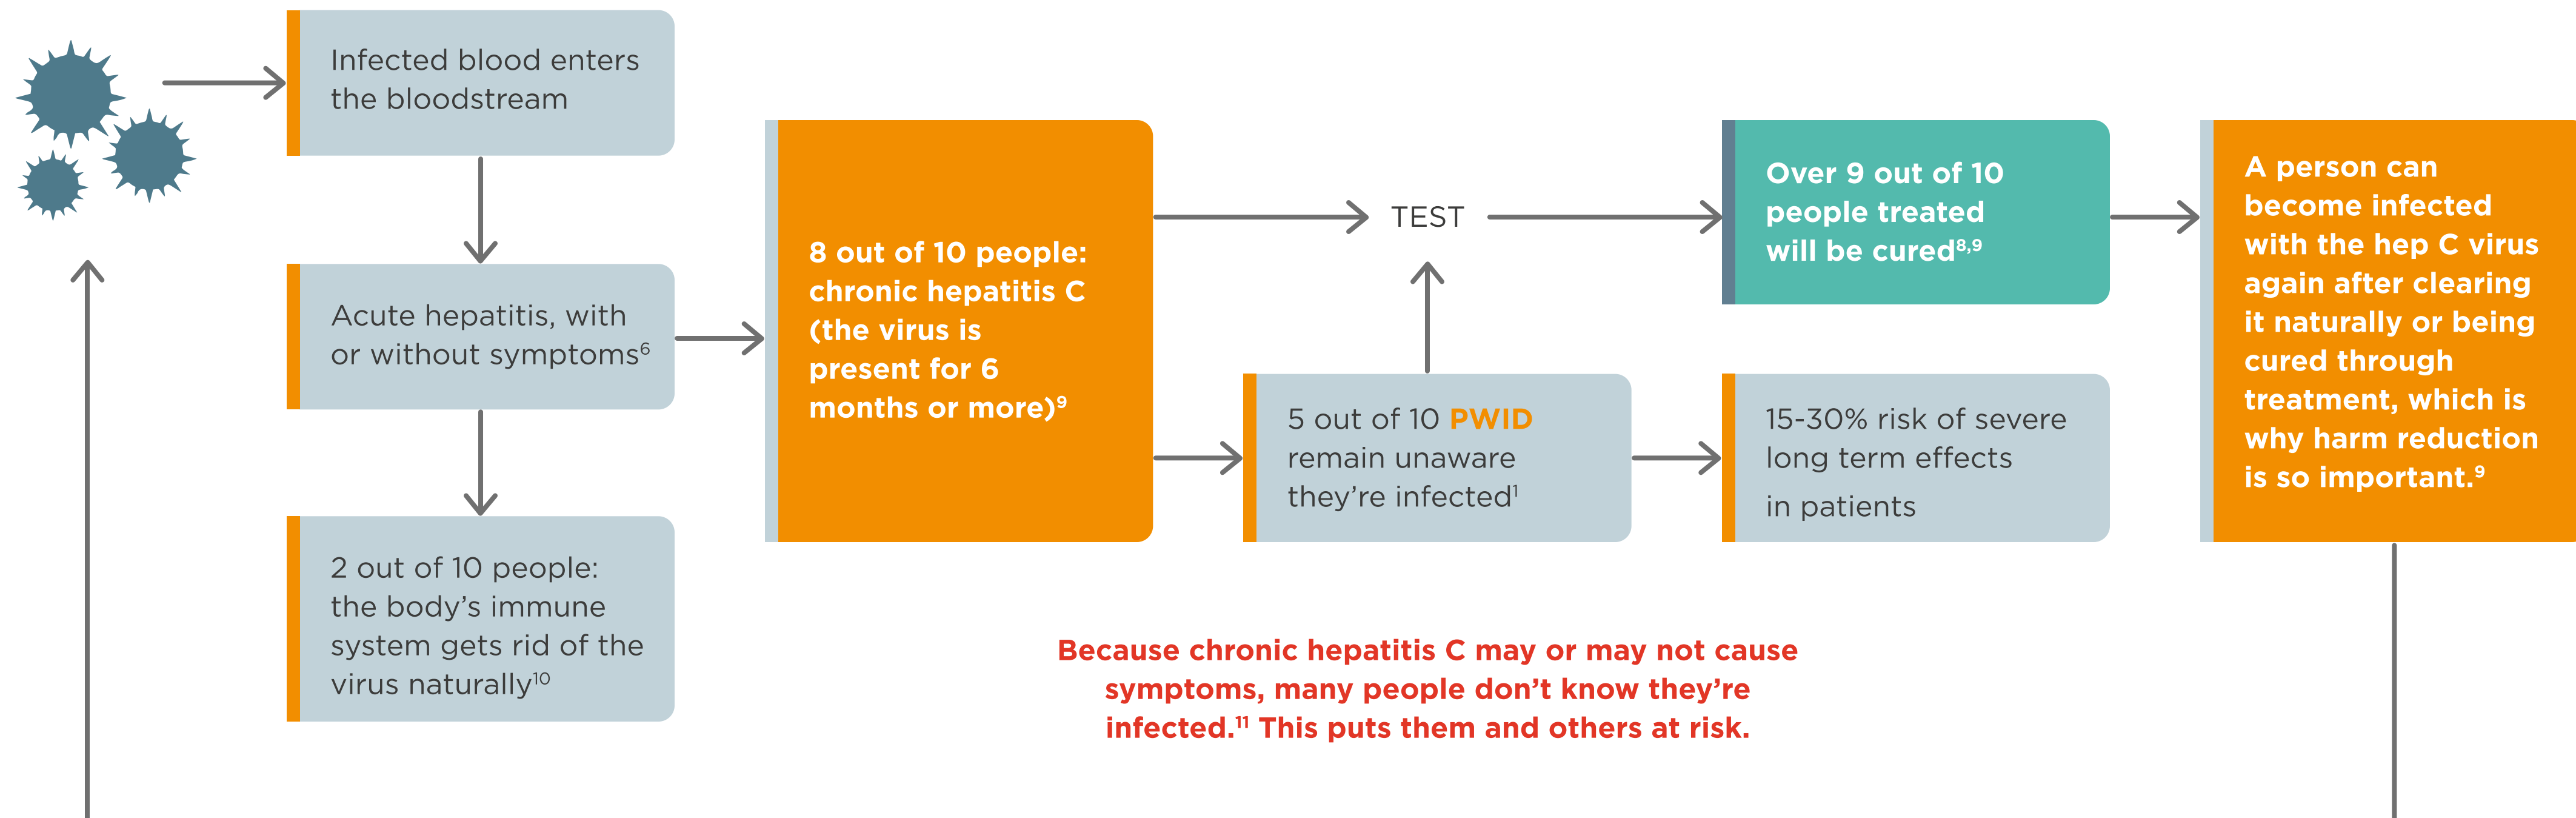 Infected blood enters
the bloodstream
Acute hepatitis, with
or without symptoms⁶
2 out of 10 people:
the body’s immune
system gets rid of the
virus naturally¹⁰
8 out of 10 people:
chronic hepatitis C
(the virus is
present for 6
months or more)⁹
TEST
5 out of 10 PWID
remain unaware
they’re infected¹
Over 9 out of 10
people treated
will be cured⁸,⁹
15-30% risk of severe
long term effects
in patients
A person can
become infected
with the hep C virus
again after clearing
it naturally or being
cured through
treatment, which is
why harm reduction
is so important.⁹
Because chronic hepatitis C may or may not cause
symptoms, many people don’t know they’re
infected.¹¹ This puts them and others at risk.